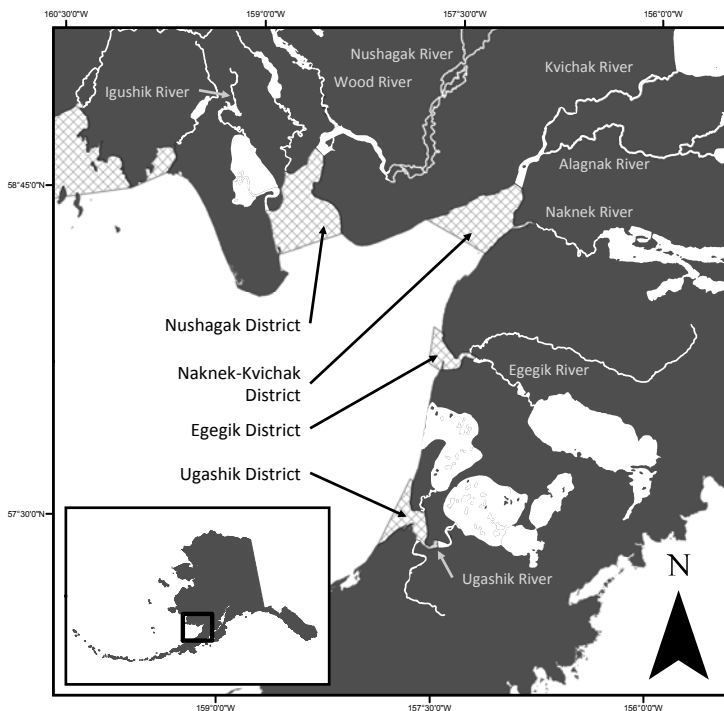 160°30'0"W
159°0'0"W
157°30'0"W
156°0'0"W
Nushagak River
Wood River
Kvichak River
Igushik River
Alagnak River
58°45'0"N
Naknek River
Nushagak District
Naknek-Kvichak
District
Egegik River
Egegik District
Ugashik District
57°30'0"N
Ugashik River
N
159°0'0"W
157°30'0"W
156°0'0"W